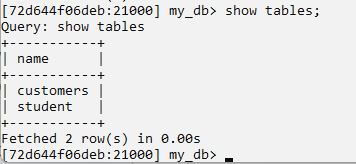 [72d644f06deb:21000] my_db> show tables;
Query: show tables
+-----------+
| name      |
+-----------+
| customers |
| student   |
+-----------+
Fetched 2 row(s) in 0.00s
[72d644f06deb:21000] my_db>